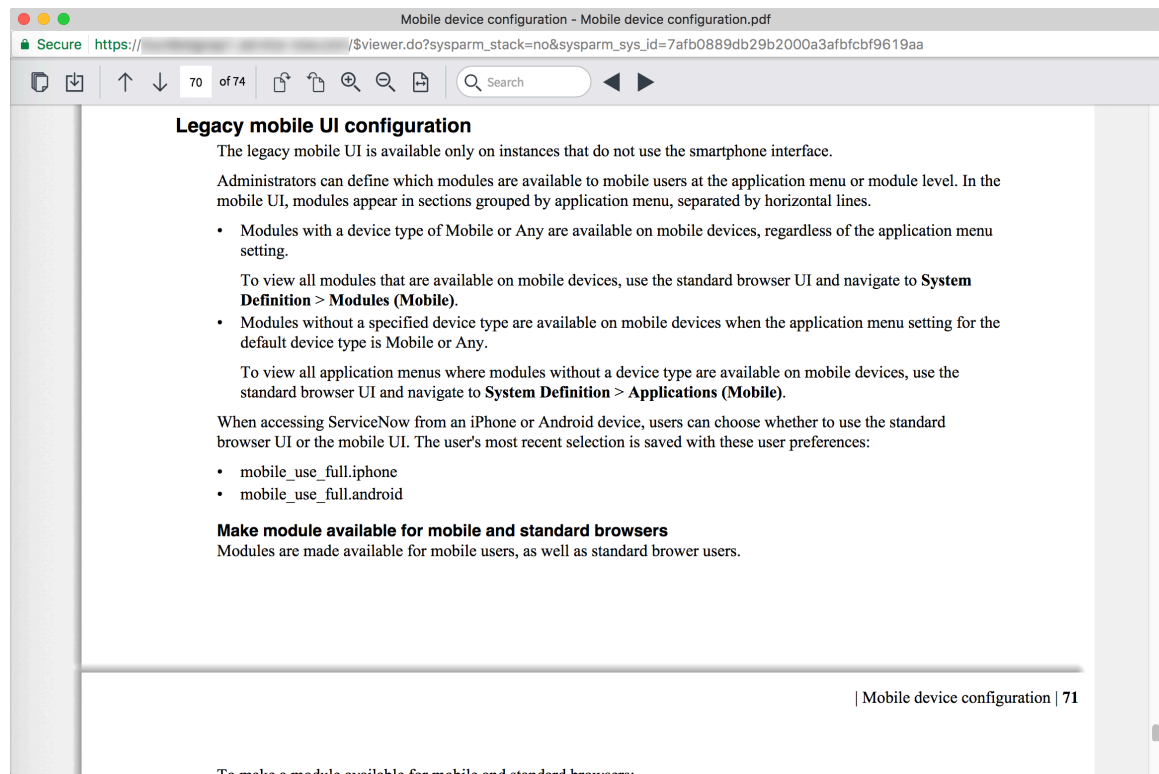 Mobile device configuration - Mobile device configuration.pdf
Secure https:// /$viewer.do?sysparm_stack=no&sysparm_sys_id=7afb0889db29b2000a3afbfcbf9619aa
70 of 74 Search
Legacy mobile UI configuration
The legacy mobile UI is available only on instances that do not use the smartphone interface.
Administrators can define which modules are available to mobile users at the application menu or module level. In the
mobile UI, modules appear in sections grouped by application menu, separated by horizontal lines.
• Modules with a device type of Mobile or Any are available on mobile devices, regardless of the application menu
setting.
To view all modules that are available on mobile devices, use the standard browser UI and navigate to System
Definition > Modules (Mobile).
• Modules without a specified device type are available on mobile devices when the application menu setting for the
default device type is Mobile or Any.
To view all application menus where modules without a device type are available on mobile devices, use the
standard browser UI and navigate to System Definition > Applications (Mobile).
When accessing ServiceNow from an iPhone or Android device, users can choose whether to use the standard
browser UI or the mobile UI. The user's most recent selection is saved with these user preferences:
• mobile_use_full.iphone
• mobile_use_full.android
Make module available for mobile and standard browsers
Modules are made available for mobile users, as well as standard brower users.
| Mobile device configuration | 71
To make a module available for mobile and standard browsers: